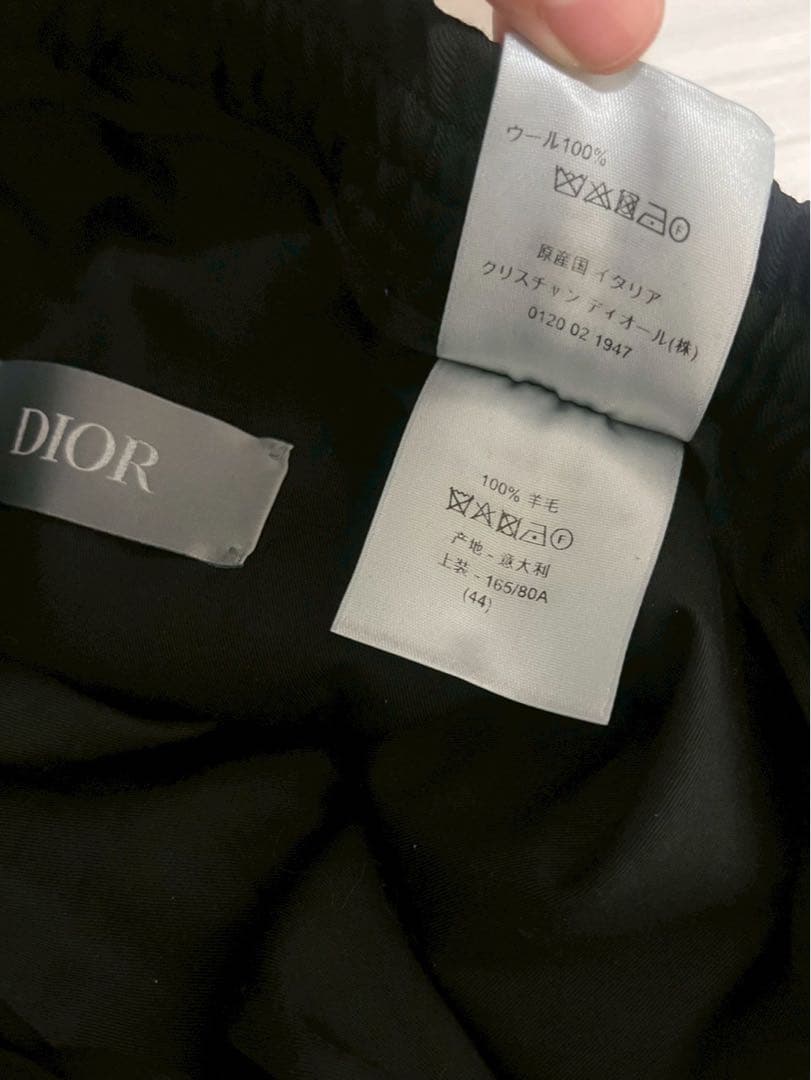 ウール100%
F
原産国 イタリア
クリスチャン ディオール(株)
0120 02 1947
DIOR
100% 羊毛
F
产地 - 意大利
上装 - 165/80A
(44)